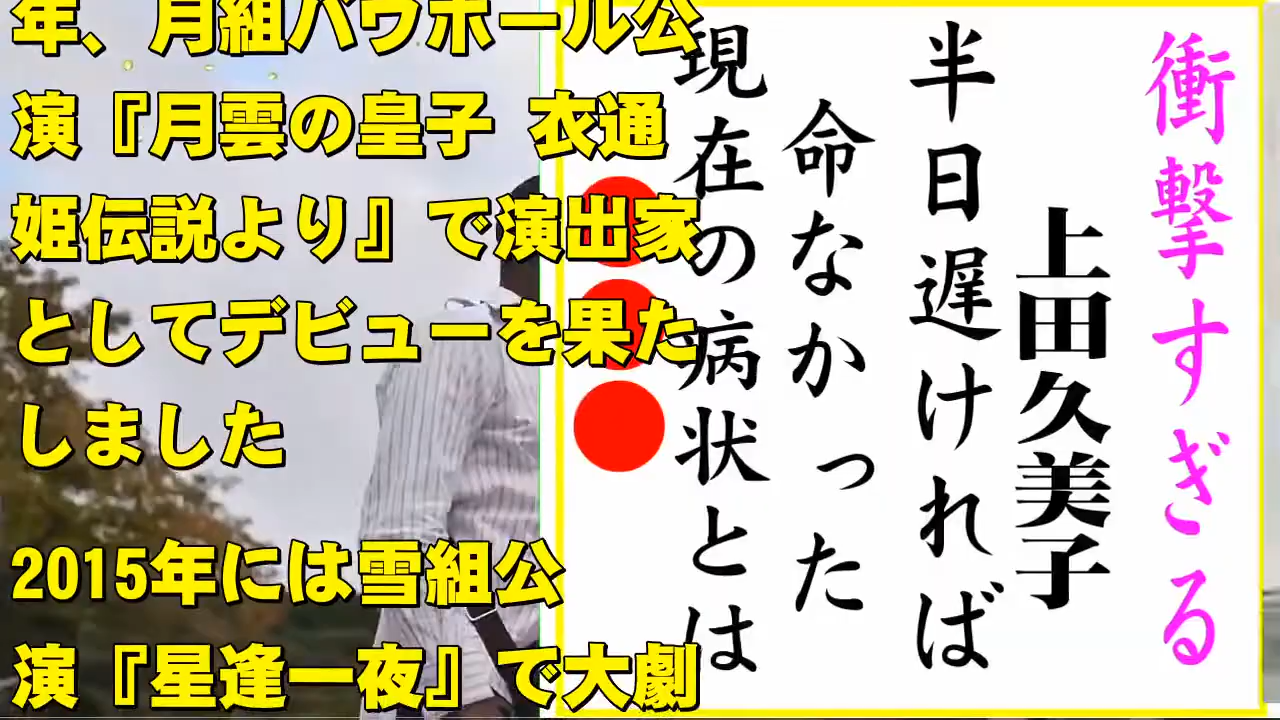 年、月組バウホール公
演『月雲の皇子 衣通
姫伝説より』で演出家
としてデビューを果た
しました
2015年には雪組公
演『星逢一夜』で大劇
衝撃すぎる
上田久美子
半日遅ければ
命なかった
現在の病状とは